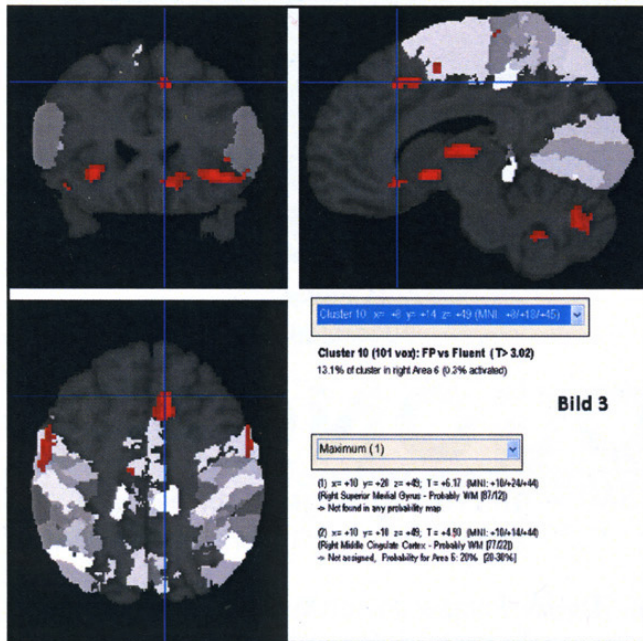 Cluster 10 x= +8 y= +14 z= +49 (MNI: +8/+18/+45)
Cluster 10 (101 vox): FP vs Fluent ( T> 3.02)
13.1% of cluster in right Area 6 (0.3% activated)
Bild 3
Maximum (1)
(1) x= +10 y= +20 z= +49; T = +6.17 (MNI: +10/+24/+44)
(Right Superior Medial Gyrus - Probably WM [87/12])
-> Not found in any probability map
(2) x= +10 y= +10 z= +49; T = +4.90 (MNI: +10/+14/+44)
(Right Middle Cingulate Cortex - Probably WM [77/22])
-> Not assigned, Probability for Area 6: 20% [20-30%]